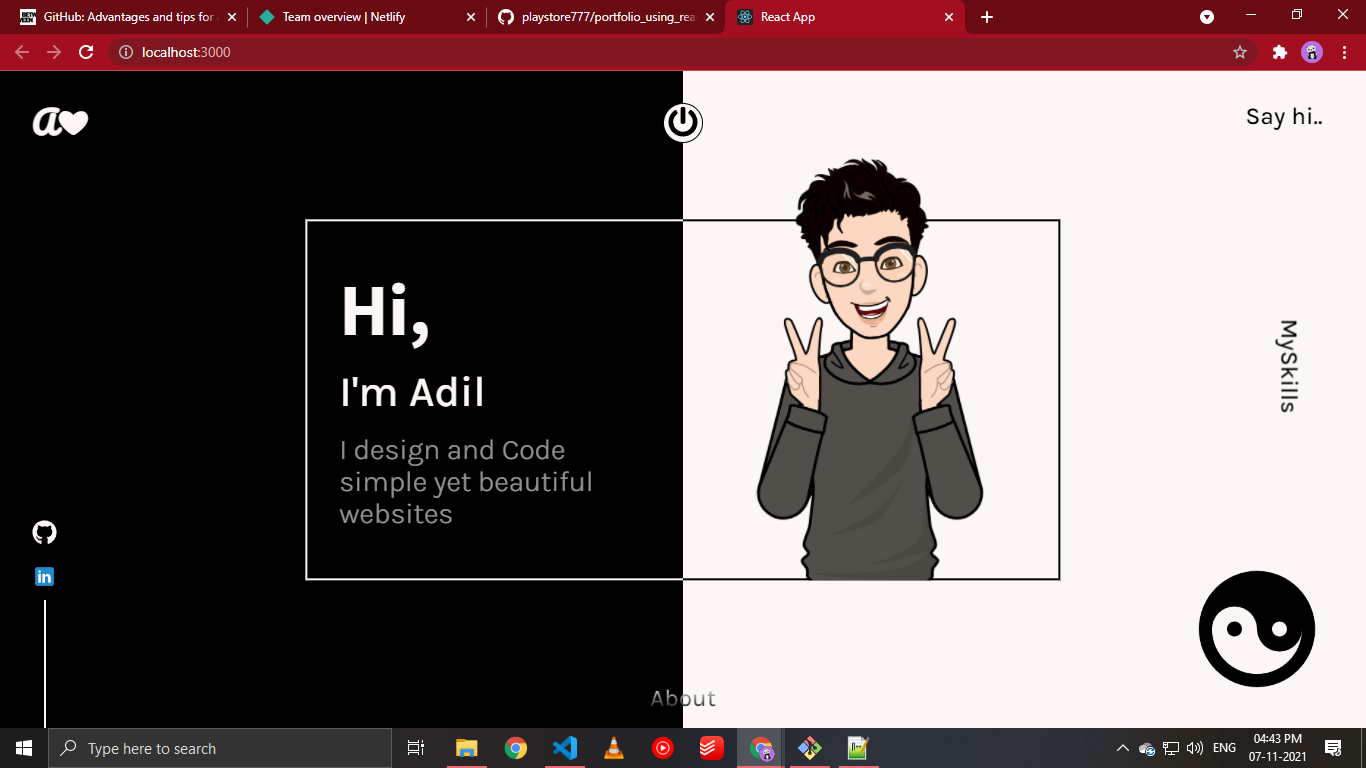 GitHub: Advantages and tips for
Team overview | Netlify
playstore777/portfolio_using_rea
React App
localhost:3000
a
Say hi..
Hi,
I'm Adil
I design and Code
simple yet beautiful
websites
MySkills
in
About
Type here to search
ENG
04:43 PM
07-11-2021